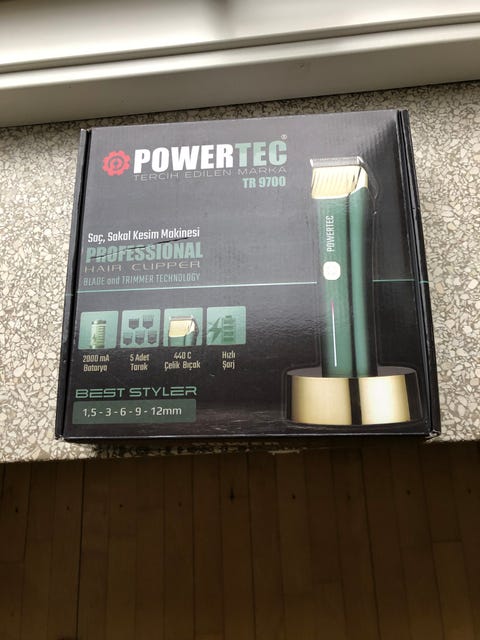 POWERTEC®
TERCIH EDILEN MARKA
TR 9700
Saç, Sakal Kesim Makinesi
PROFESSIONAL
HAIR CLIPPER
BLADE and TRIMMER TECHNOLOGY
POWERTEC
2000 mA
Batarya
5 Adet
Tarak
440 C
Çelik Bıçak
Hızlı
Şarj
BEST STYLER
1,5 - 3 - 6 - 9 - 12mm